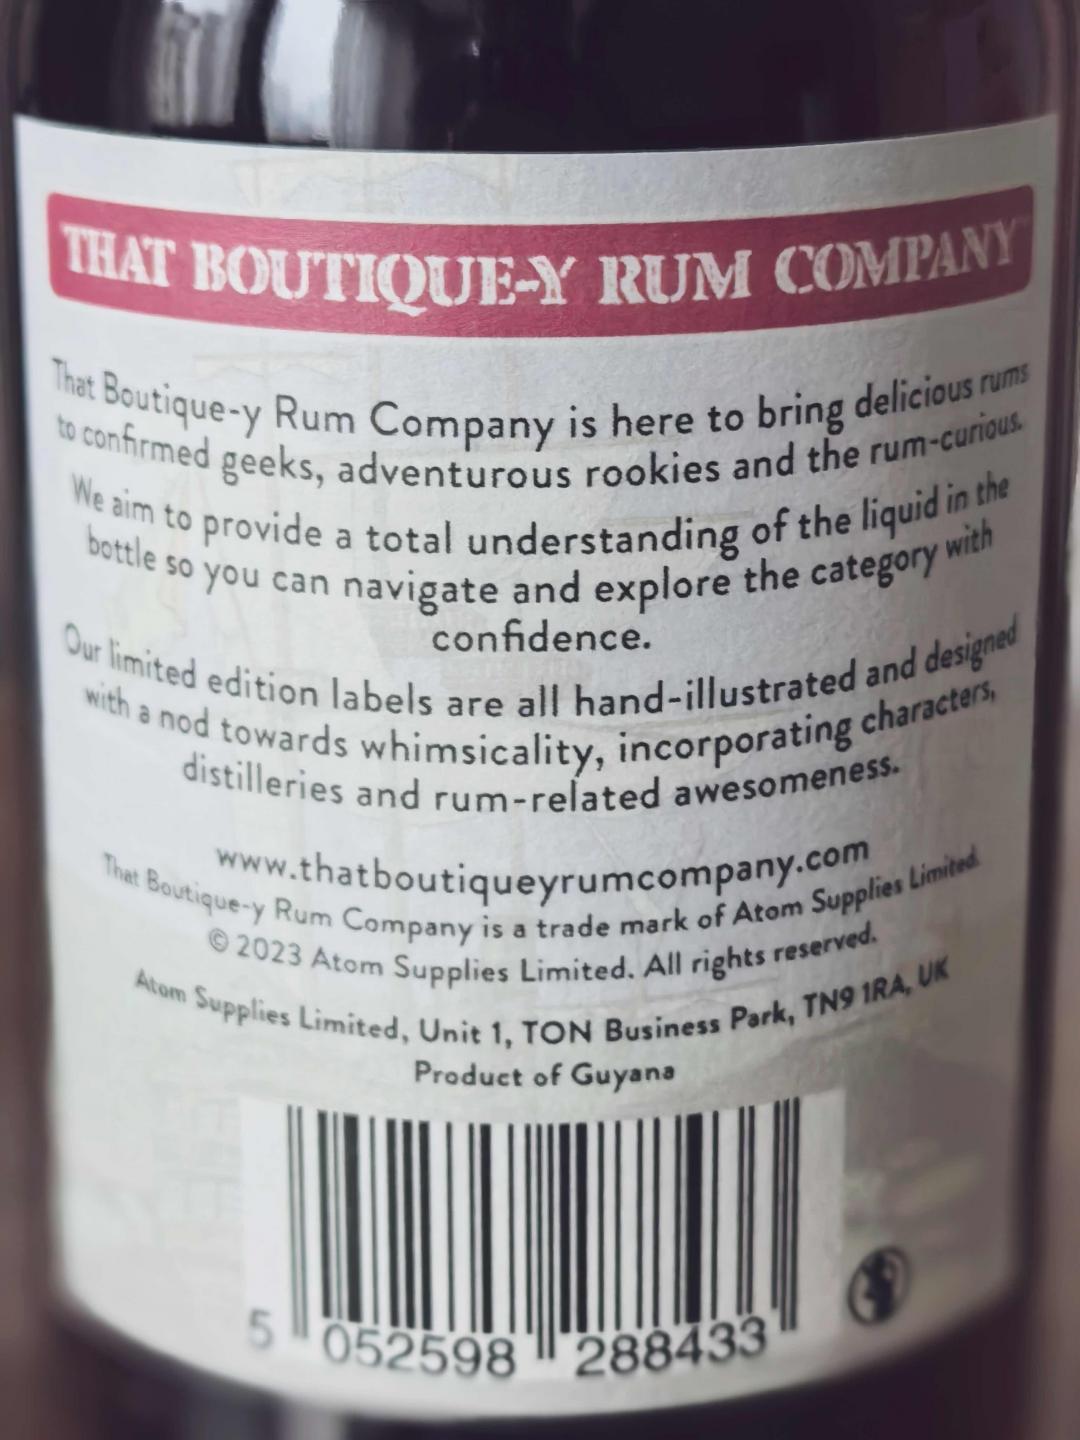 THAT BOUTIQUE-Y RUM COMPANY™
That Boutique-y Rum Company is here to bring delicious rums
to confirmed geeks, adventurous rookies and the rum-curious.
We aim to provide a total understanding of the liquid in the
bottle so you can navigate and explore the category with
confidence.
Our limited edition labels are all hand-illustrated and designed
with a nod towards whimsicality, incorporating characters,
distilleries and rum-related awesomeness.
www.thatboutiqueyrumcompany.com
That Boutique-y Rum Company is a trade mark of Atom Supplies Limited.
© 2023 Atom Supplies Limited. All rights reserved.
Atom Supplies Limited, Unit 1, TON Business Park, TN9 1RA, UK
Product of Guyana
5 052598 288433